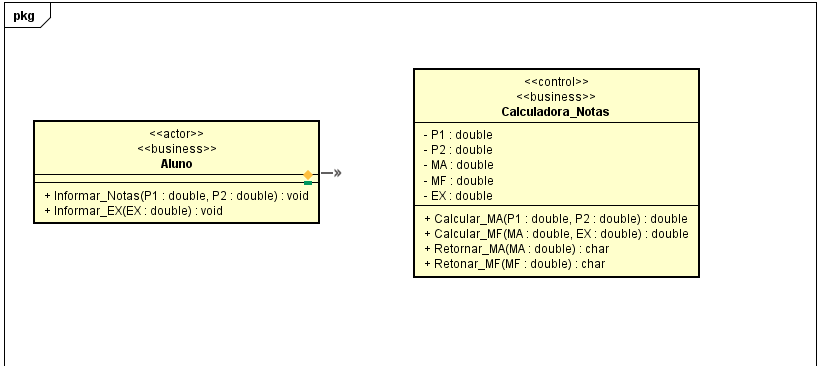 pkg
<<actor>>
<<business>>
Aluno
+ Informar_Notas(P1 : double, P2 : double) : void
+ Informar_EX(EX : double) : void
<<control>>
<<business>>
Calculadora_Notas
- P1 : double
- P2 : double
- MA : double
- MF : double
- EX : double
+ Calcular_MA(P1 : double, P2 : double) : double
+ Calcular_MF(MA : double, EX : double) : double
+ Retornar_MA(MA : double) : char
+ Retonar_MF(MF : double) : char